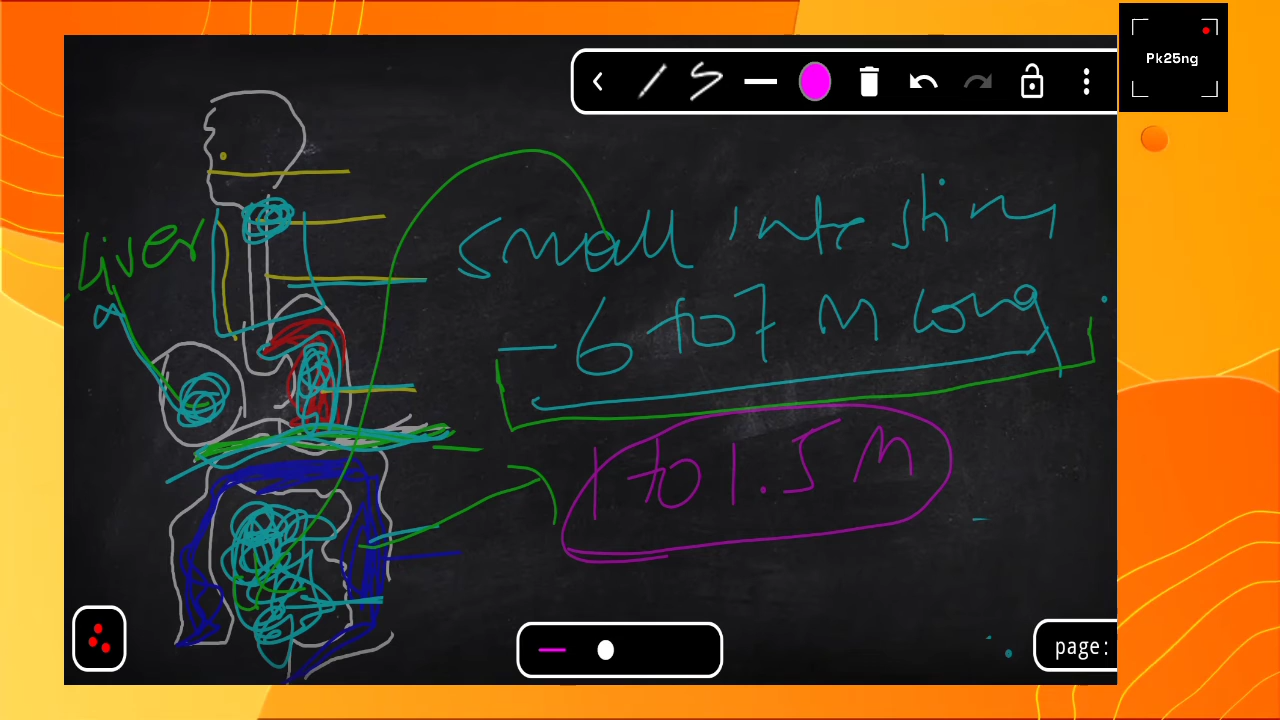 Pk25ng
liver
small intestiny
- 6 to 7 M long
1 to 1.5 M
page: